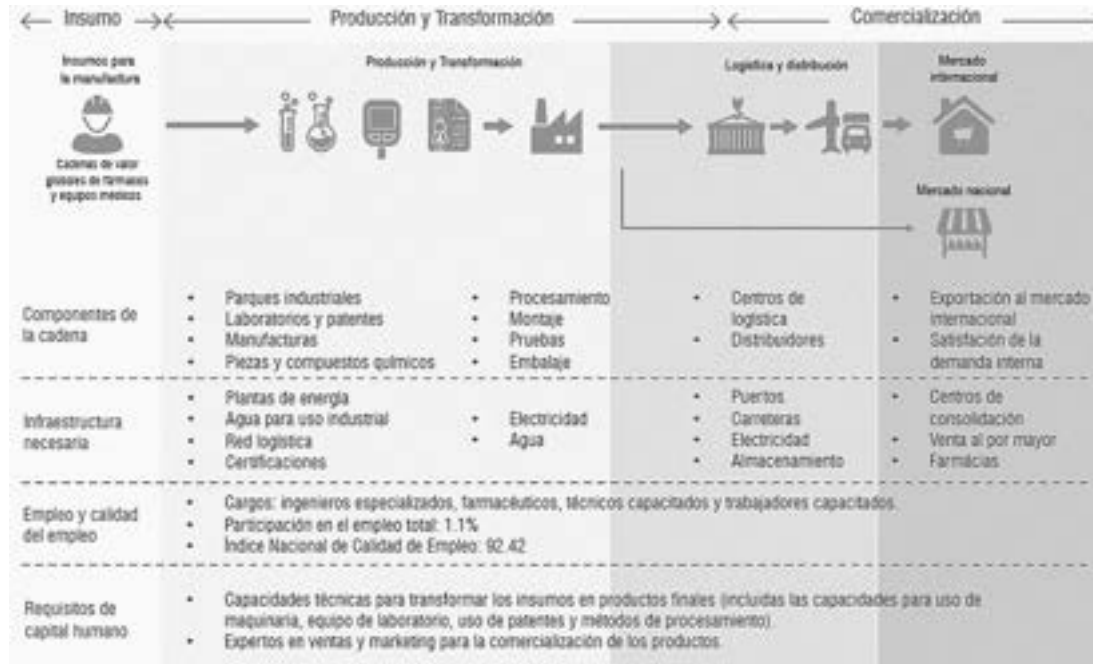 Insumo
Producción y Transformación
Comercialización
Insumos para
la manufactura
Producción y Transformación
Logística y distribución
Mercado
internacional
Cadenas de valor
globales de fármacos
y equipos médicos
Mercado nacional
Componentes de
la cadena
• Parques industriales
• Laboratorios y patentes
• Manufacturas
• Piezas y compuestos químicos
• Procesamiento
• Montaje
• Pruebas
• Embalaje
• Centros de
logística
• Distribuidores
• Exportación al mercado
internacional
• Satisfacción de la
demanda interna
Infraestructura
necesaria
• Plantas de energía
• Agua para uso industrial
• Red logística
• Certificaciones
• Electricidad
• Agua
• Puertos
• Carreteras
• Electricidad
• Almacenamiento
• Centros de
consolidación
• Venta al por mayor
• Farmácias
Empleo y calidad
del empleo
• Cargos: ingenieros especializados, farmacéuticos, técnicos capacitados y trabajadores capacitados.
• Participación en el empleo total: 1.1%
• Índice Nacional de Calidad de Empleo: 92.42
Requisitos de
capital humano
• Capacidades técnicas para transformar los insumos en productos finales (incluidas las capacidades para uso de
maquinaria, equipo de laboratorio, uso de patentes y métodos de procesamiento).
• Expertos en ventas y marketing para la comercialización de los productos.